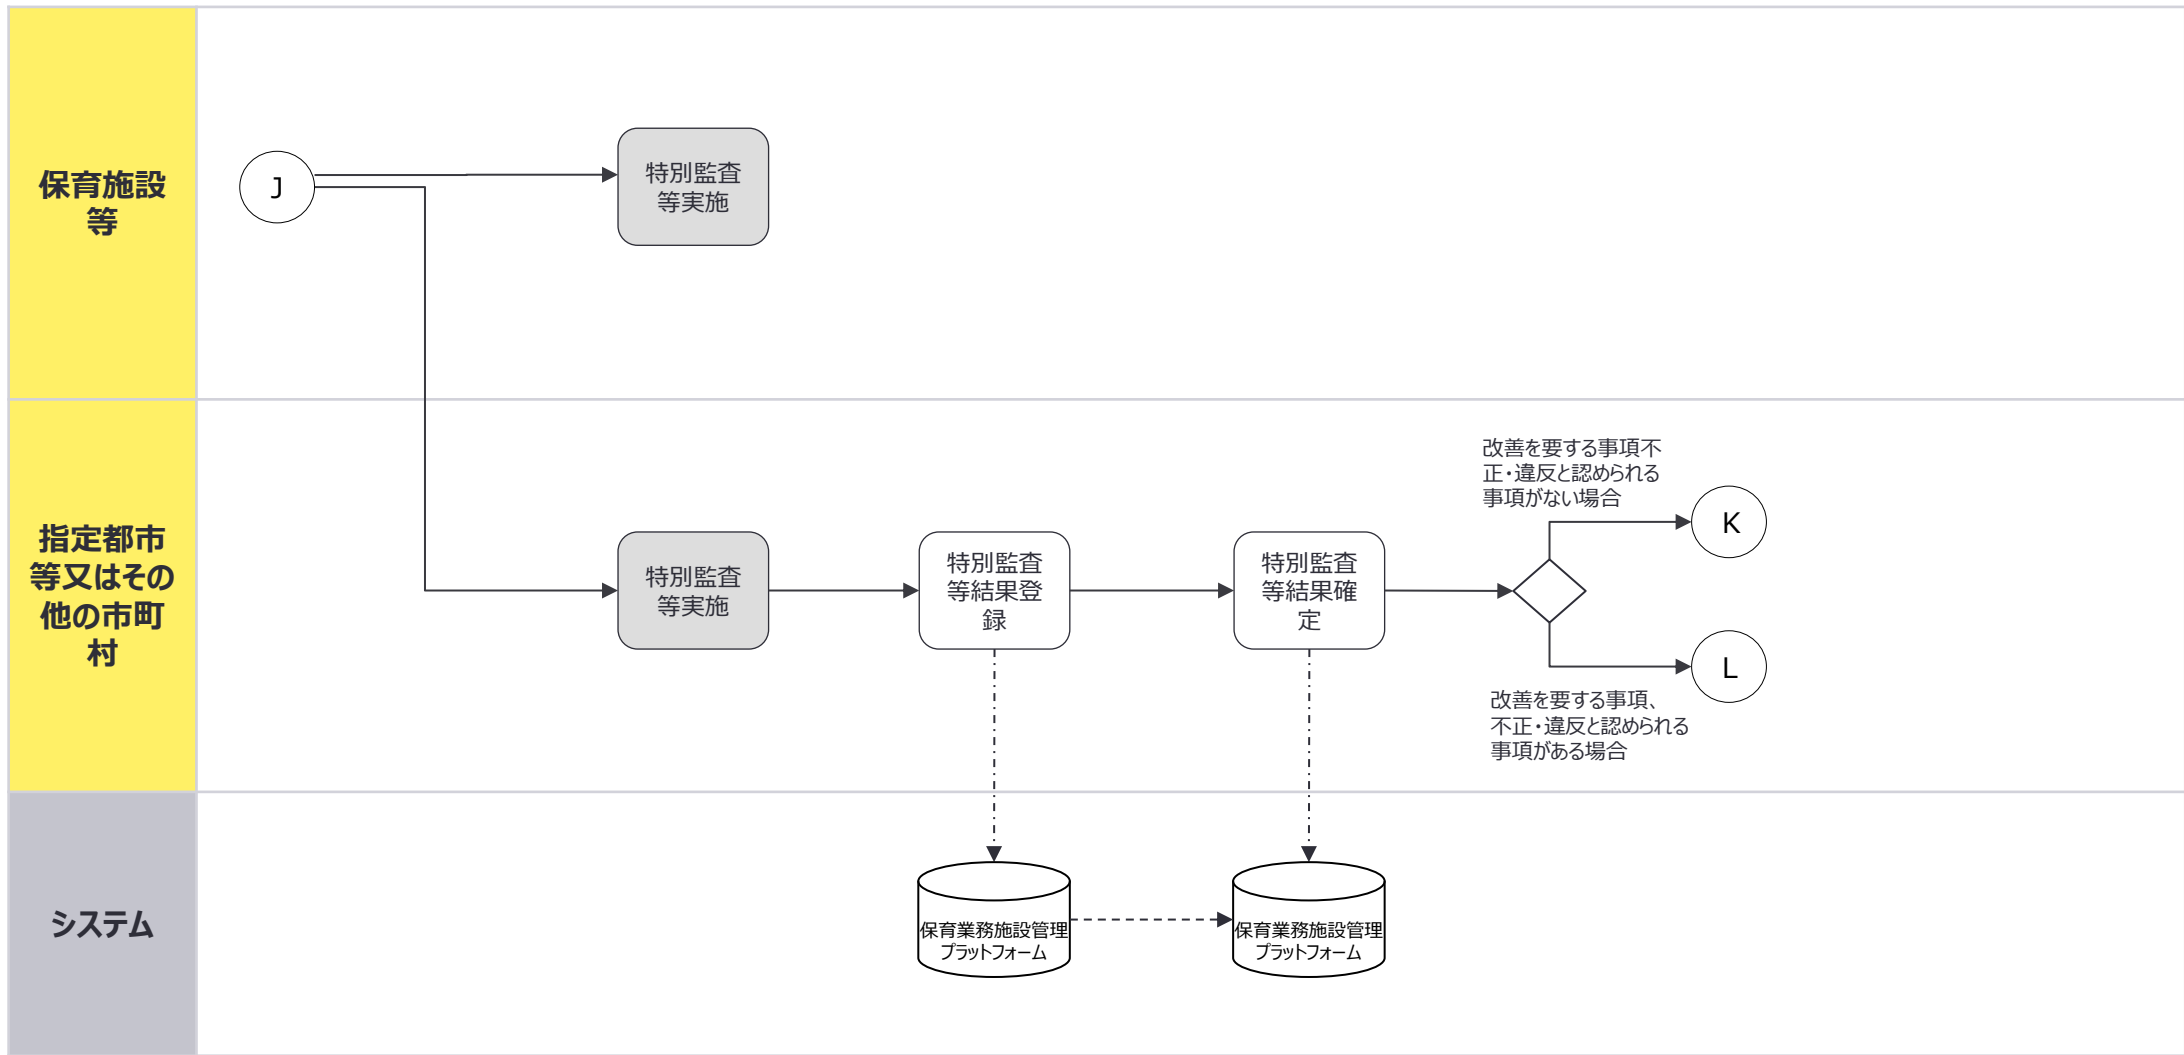 保育施設
等
J
特別監査
等実施
指定都市
等又はその
他の市町
村
特別監査
等実施
特別監査
等結果登
録
特別監査
等結果確
定
改善を要する事項不
正・違反と認められる
事項がない場合
K
L
改善を要する事項、
不正・違反と認められる
事項がある場合
システム
保育業務施設管理
プラットフォーム
保育業務施設管理
プラットフォーム